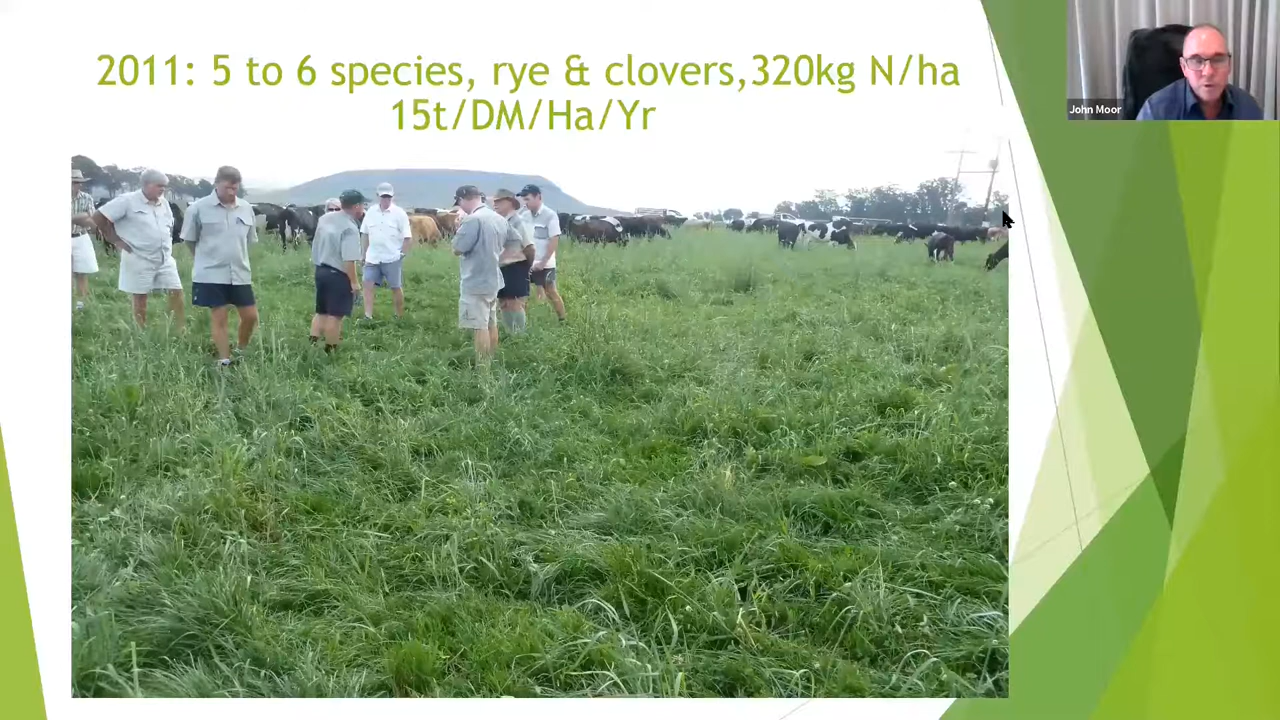 2011: 5 to 6 species, rye & clovers,320kg N/ha
15t/DM/Ha/Yr
John Moor